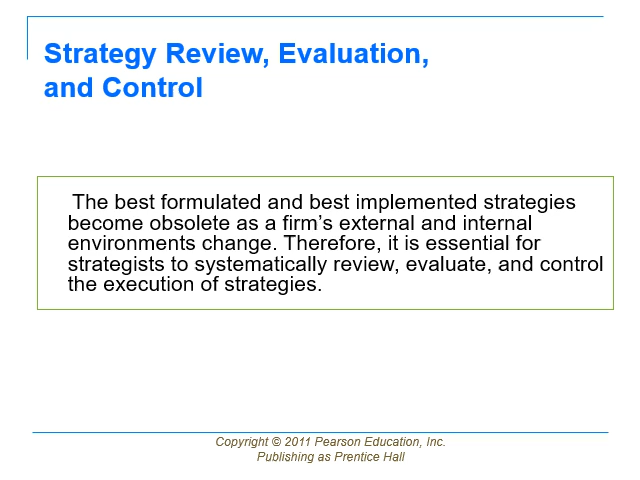 Strategy Review, Evaluation,
and Control
The best formulated and best implemented strategies
become obsolete as a firm’s external and internal
environments change. Therefore, it is essential for
strategists to systematically review, evaluate, and control
the execution of strategies.
Copyright © 2011 Pearson Education, Inc.
Publishing as Prentice Hall